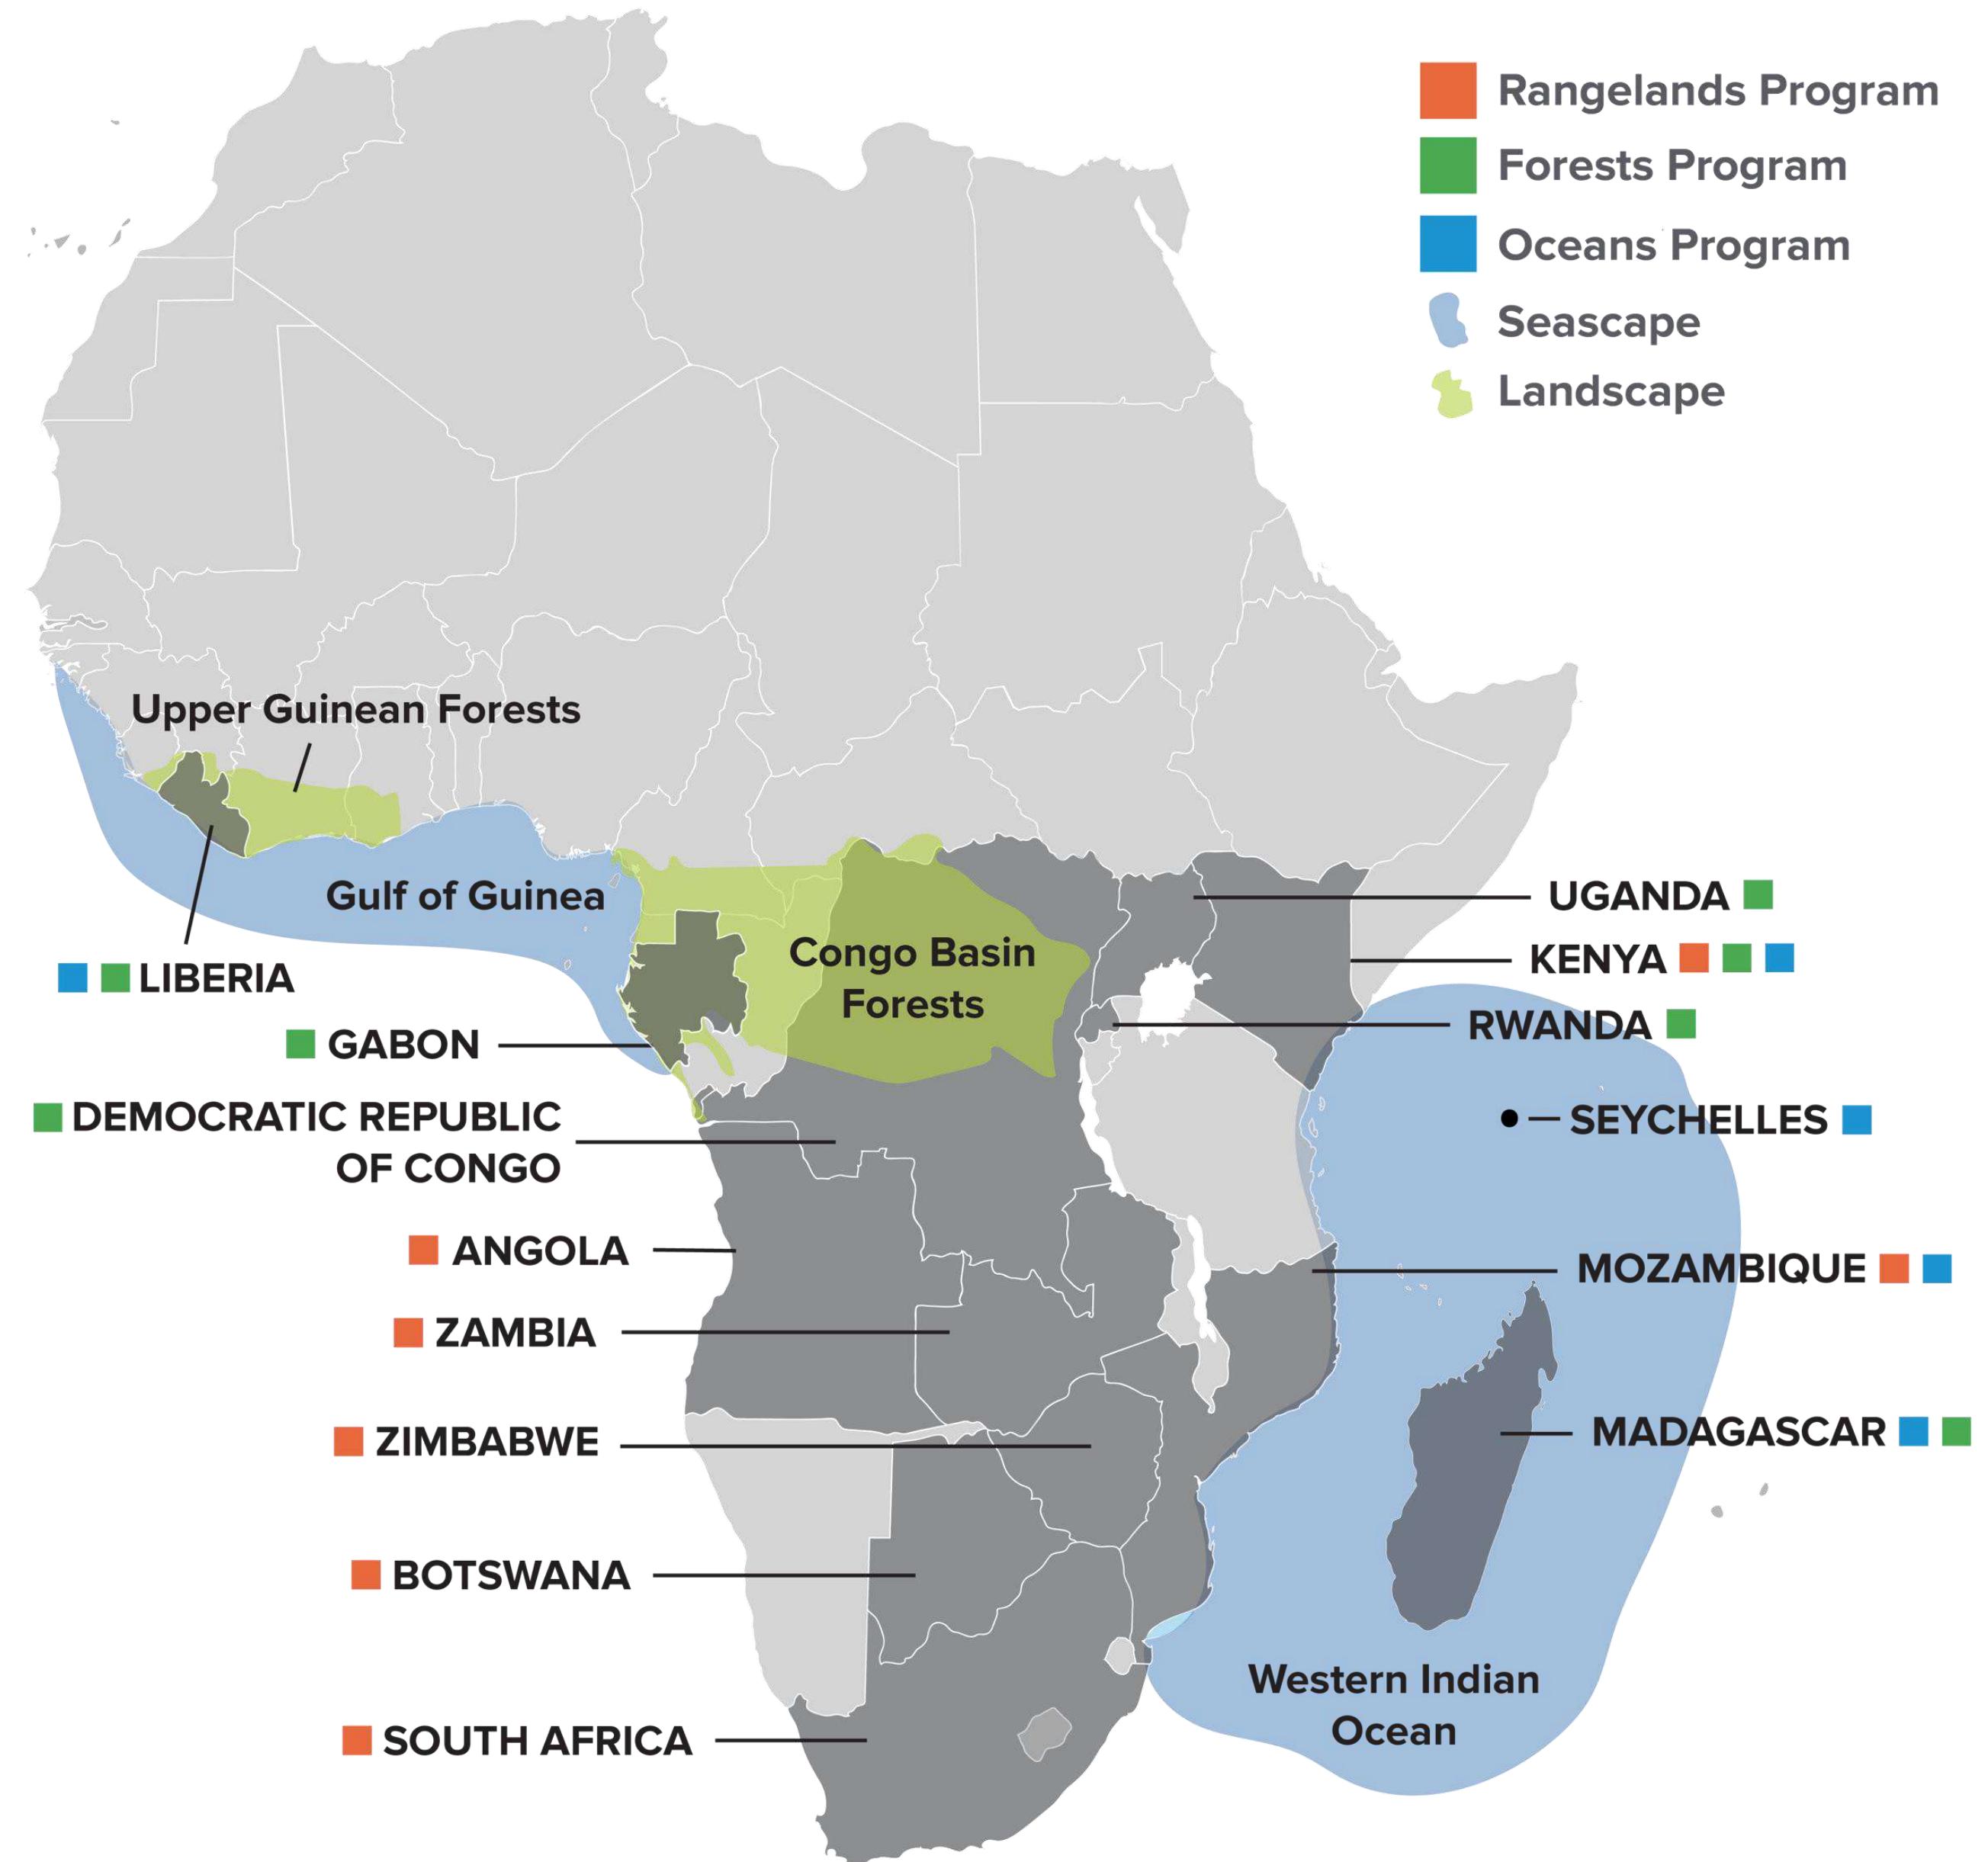 Rangelands Program
Forests Program
Oceans Program
Seascape
Landscape
Upper Guinean Forests
Gulf of Guinea
Congo Basin
Forests
LIBERIA
GABON
DEMOCRATIC REPUBLIC
OF CONGO
ANGOLA
ZAMBIA
ZIMBABWE
BOTSWANA
SOUTH AFRICA
UGANDA
KENYA
RWANDA
SEYCHELLES
MOZAMBIQUE
MADAGASCAR
Western Indian
Ocean